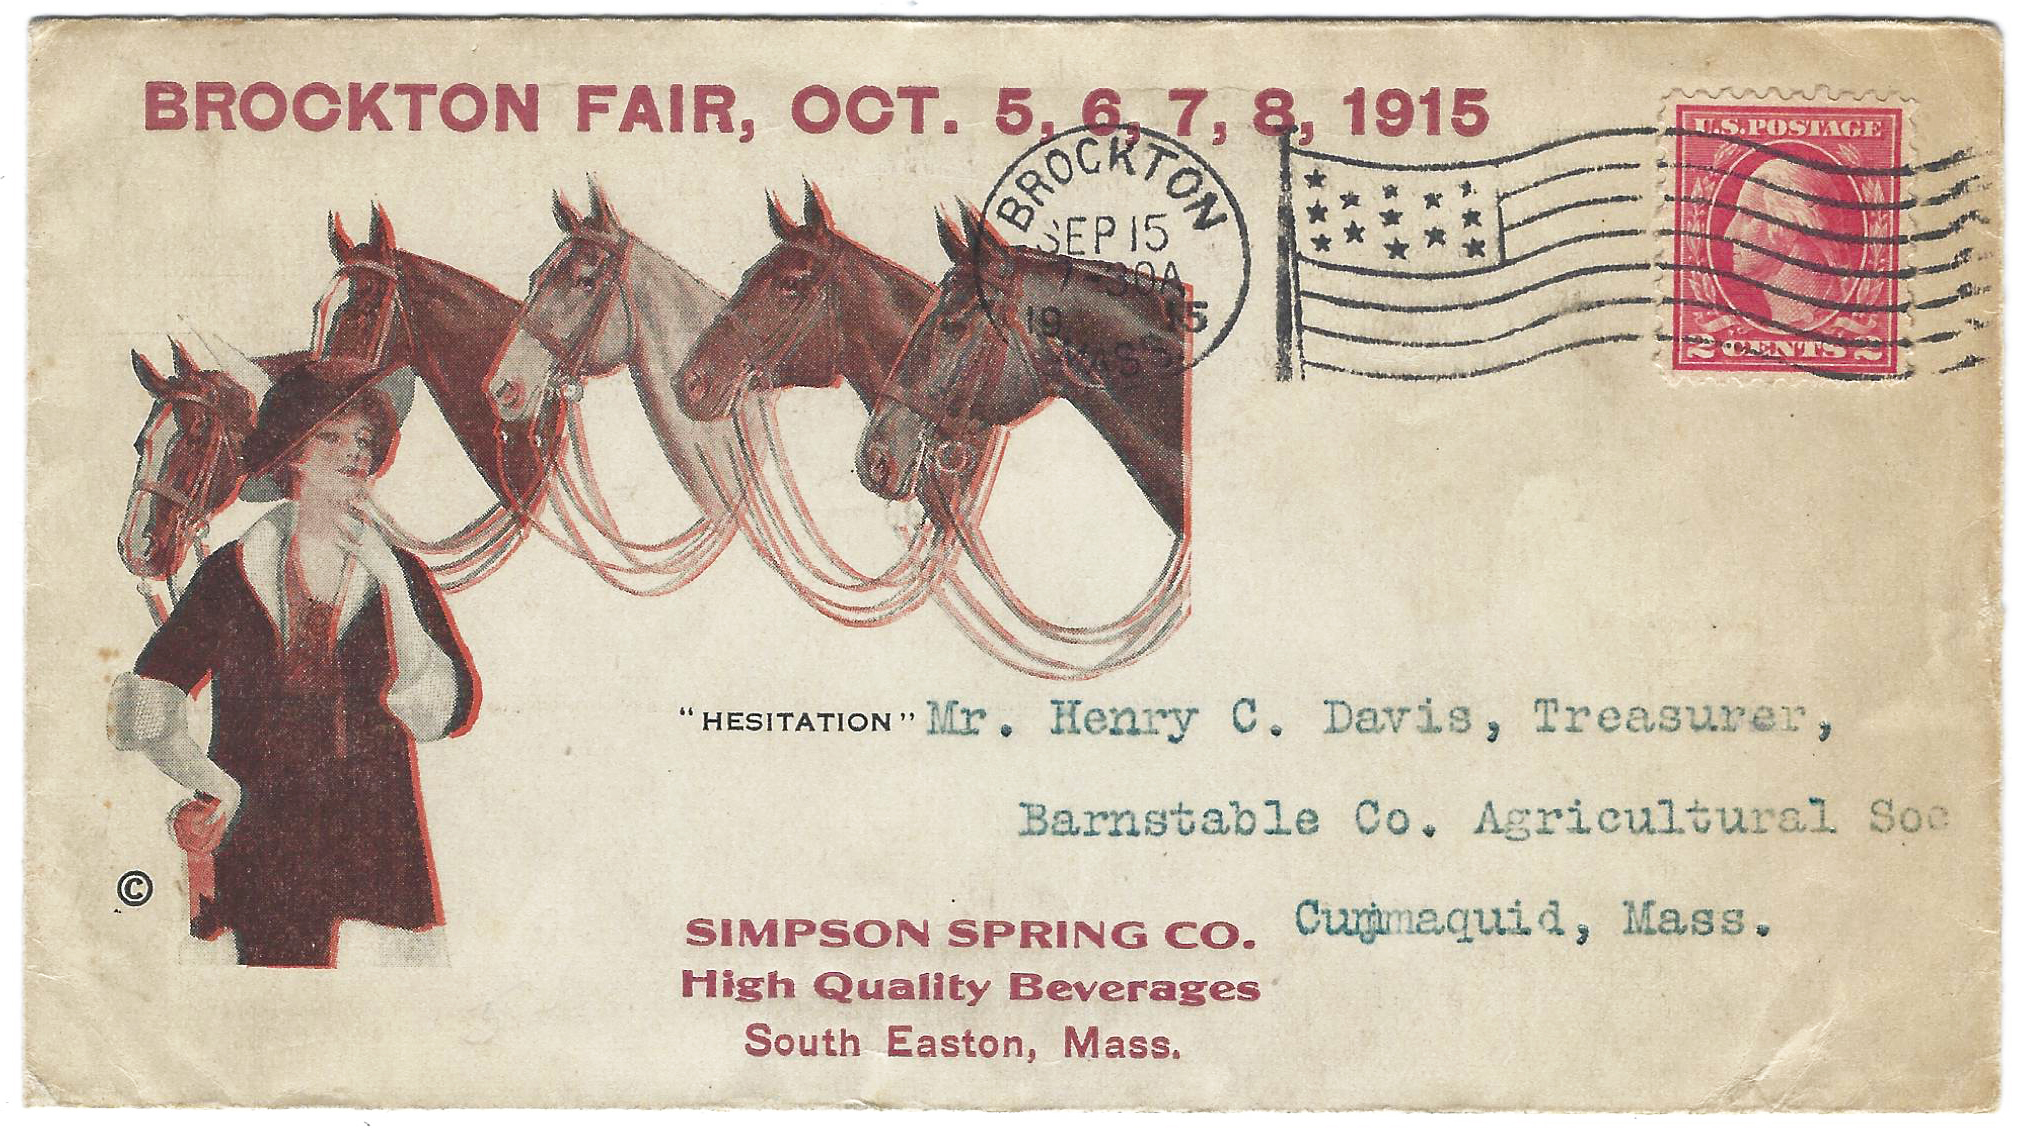 BROCKTON FAIR, OCT. 5, 6, 7, 8, 1915
U.S. POSTAGE
2 CENTS 2
BROCKTON
SEP 15
7-30A
19 15
MASS.
"HESITATION"
Mr. Henry C. Davis, Treasurer,
Barnstable Co. Agricultural Soc
Cummaquid, Mass.
©
SIMPSON SPRING CO.
High Quality Beverages
South Easton, Mass.